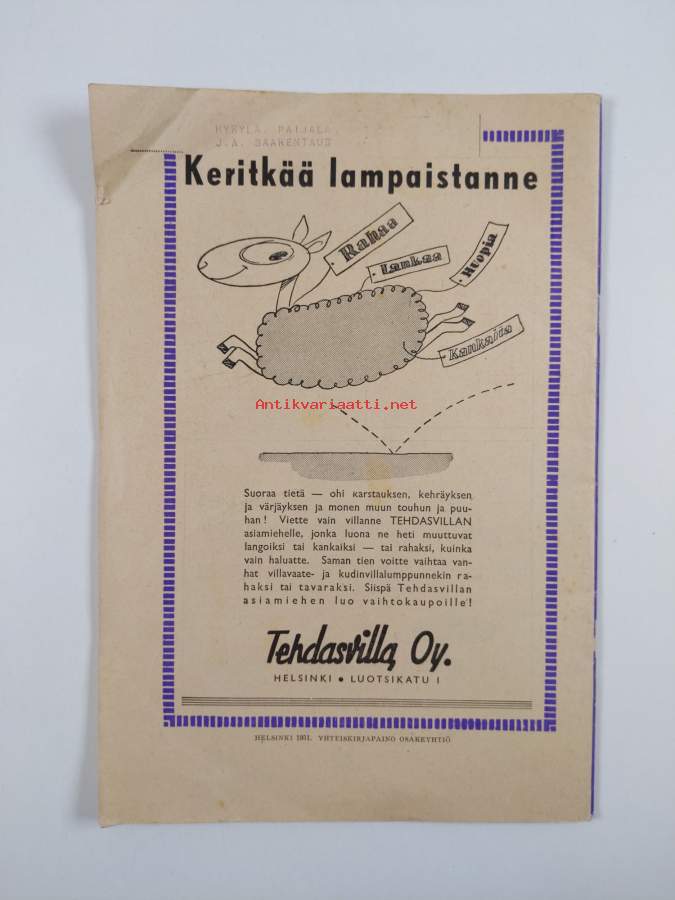 HYRYLÄ, PAIJALA,
J.A. SAARENTAUS
Keritkää lampaistanne
Rahaa
Lankaa
Huopia
Kankaita
Antikvariaatti.net
Suoraa tietä — ohi karstauksen, kehräyksen
ja värjäyksen ja monen muun touhun ja puu-
han! Viette vain villanne TEHDASVILLAN
asiamiehelle, jonka luona ne heti muuttuvat
langoiksi tai kankaiksi — tai rahaksi, kuinka
vain haluatte. Saman tien voitte vaihtaa van-
hat villavaate- ja kudinvillalumppunnekin ra-
haksi tai tavaraksi. Siispä Tehdasvillan
asiamiehen luo vaihtokaupoille!
Tehdasvilla Oy.
HELSINKI • LUOTSIKATU 1
HELSINKI 1951. YHTEISKIRJAPAINO OSAKEYHTIÖ